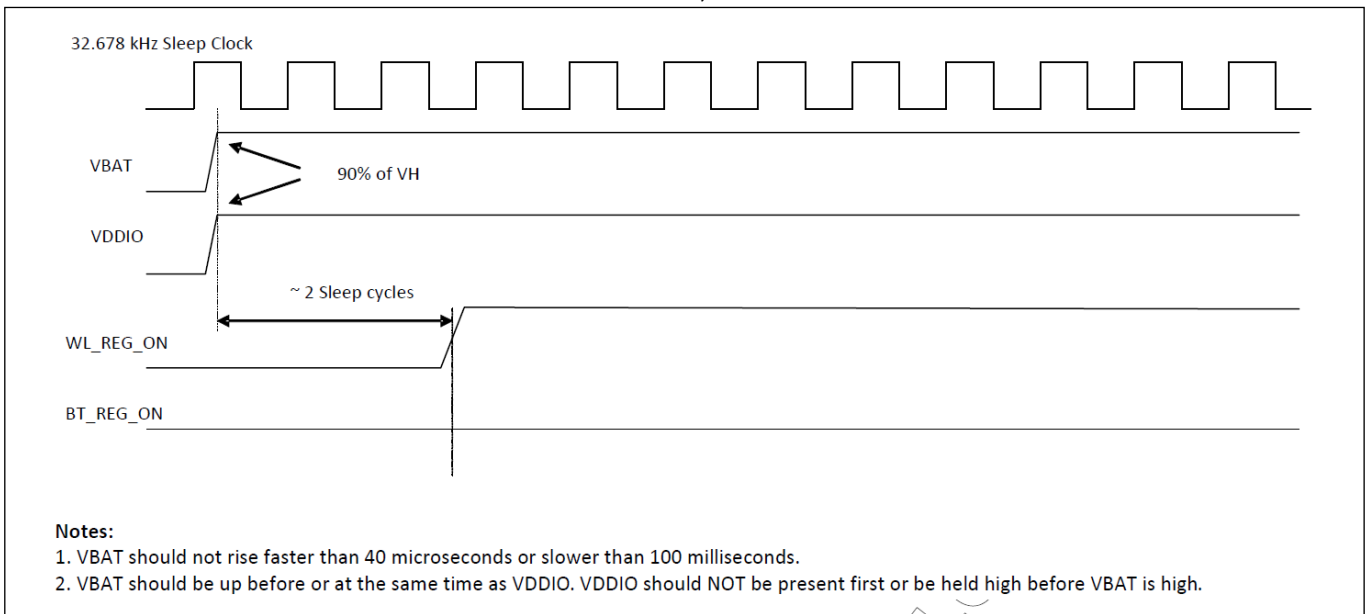 32.678 kHz Sleep Clock
VBAT
90% of VH
VDDIO
~ 2 Sleep cycles
WL_REG_ON
BT_REG_ON
Notes:
1. VBAT should not rise faster than 40 microseconds or slower than 100 milliseconds.
2. VBAT should be up before or at the same time as VDDIO. VDDIO should NOT be present first or be held high before VBAT is high.